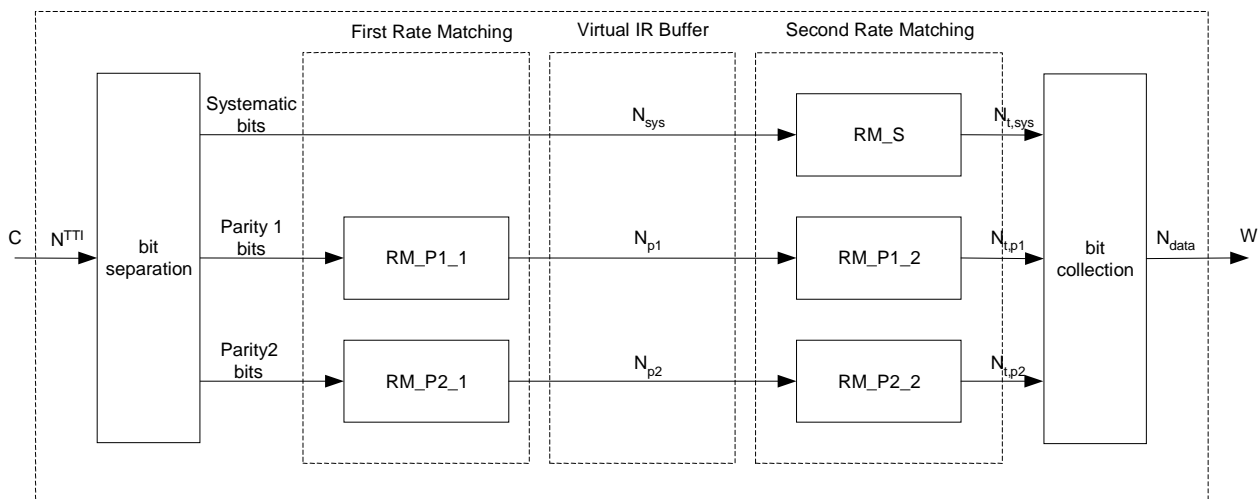 First Rate Matching
Virtual IR Buffer
Second Rate Matching
Systematic
bits
N_sys
RM_S
N_t,sys
C
N^TTI
bit
separation
Parity 1
bits
RM_P1_1
N_p1
RM_P1_2
N_t,p1
bit
collection
N_data
W
Parity2
bits
RM_P2_1
N_p2
RM_P2_2
N_t,p2